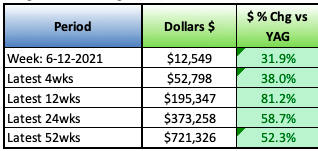 Period Dollars $ $ % Chg vs YAG
Week: 6-12-2021 $12,549 31.9%
Latest 4wks $52,798 38.0%
Latest 12wks $195,347 81.2%
Latest 24wks $373,258 58.7%
Latest 52wks $721,326 52.3%